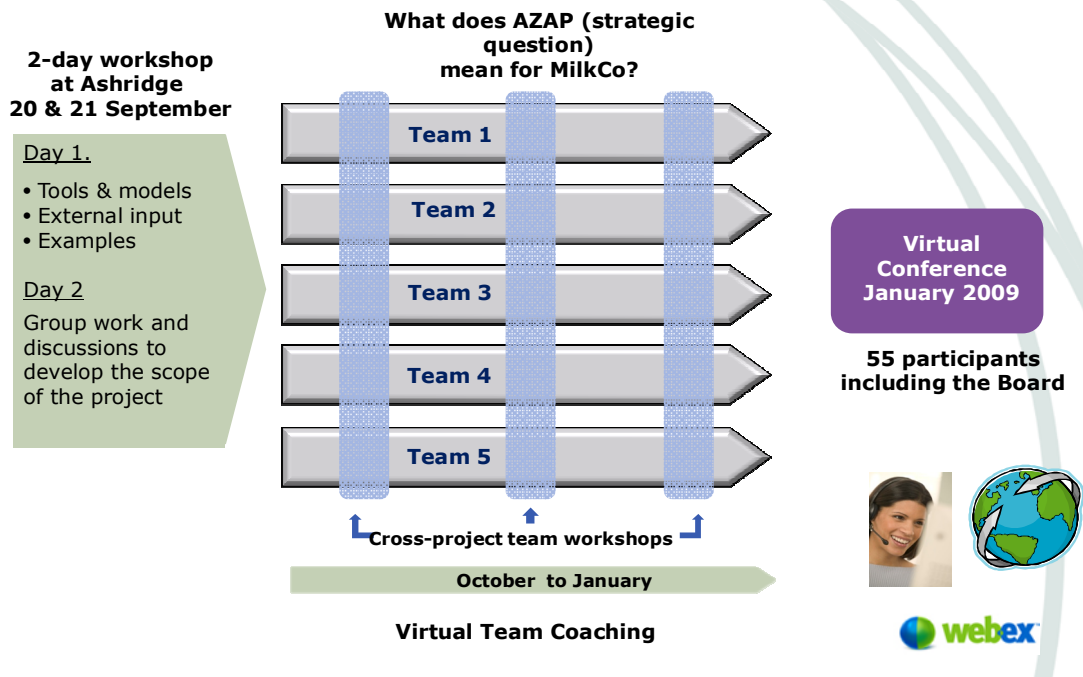 2-day workshop
at Ashridge
20 & 21 September
Day 1.
• Tools & models
• External input
• Examples
Day 2
Group work and
discussions to
develop the scope
of the project
What does AZAP (strategic
question)
mean for MilkCo?
Team 1
Team 2
Team 3
Team 4
Team 5
Cross-project team workshops
October to January
Virtual Team Coaching
Virtual
Conference
January 2009
55 participants
including the Board
webex